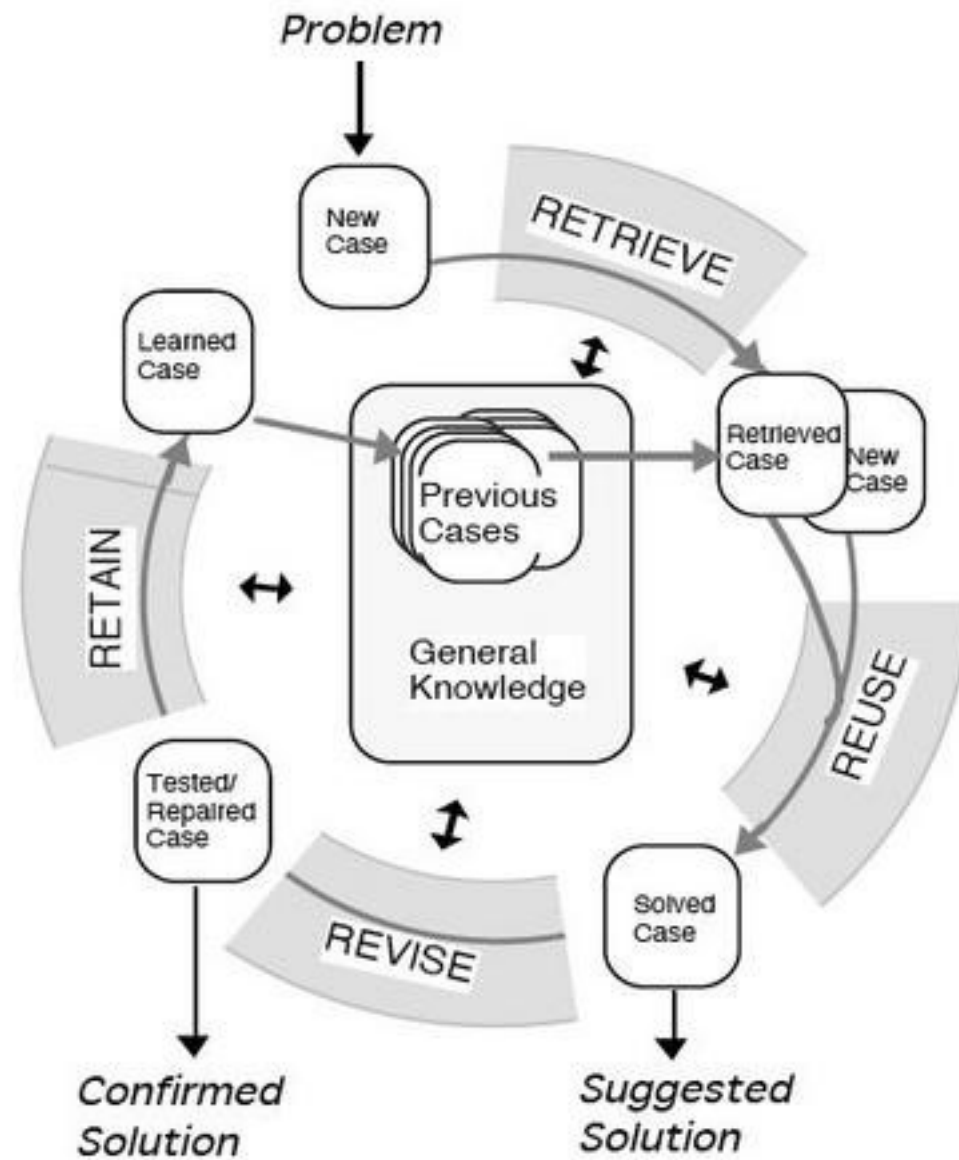 Problem
New
Case
RETRIEVE
Learned
Case
Retrieved
Case
New
Case
Previous
Cases
RETAIN
General
Knowledge
REUSE
Tested/
Repaired
Case
Solved
Case
REVISE
Confirmed
Solution
Suggested
Solution